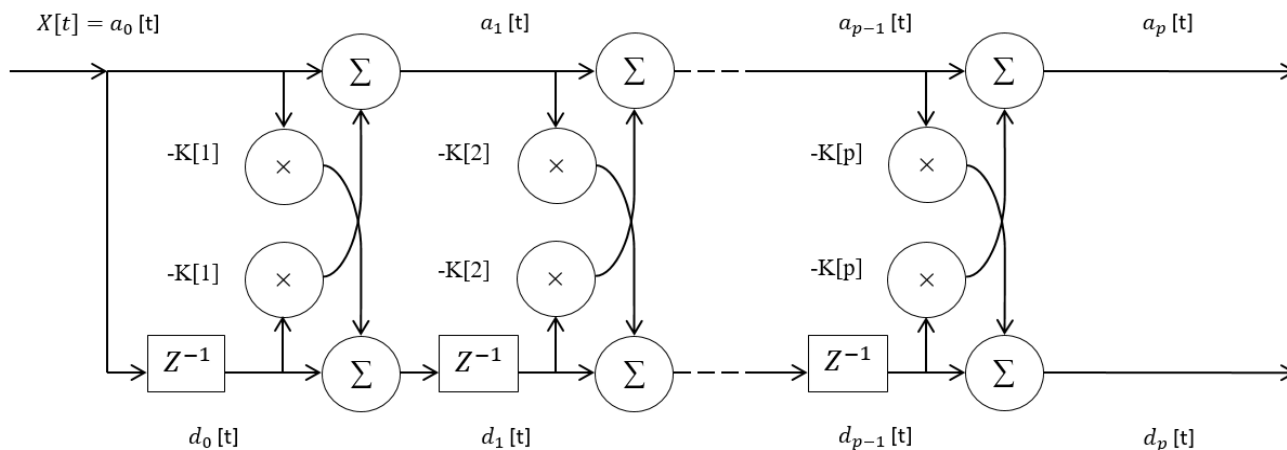 X[t] = a₀ [t] a₁ [t] aₚ₋₁ [t] aₚ [t]
Σ Σ Σ
-K[1] × -K[2] × -K[p] ×
-K[1] × -K[2] × -K[p] ×
Z⁻¹ Σ Z⁻¹ Σ Z⁻¹ Σ
d₀ [t] d₁ [t] dₚ₋₁ [t] dₚ [t]